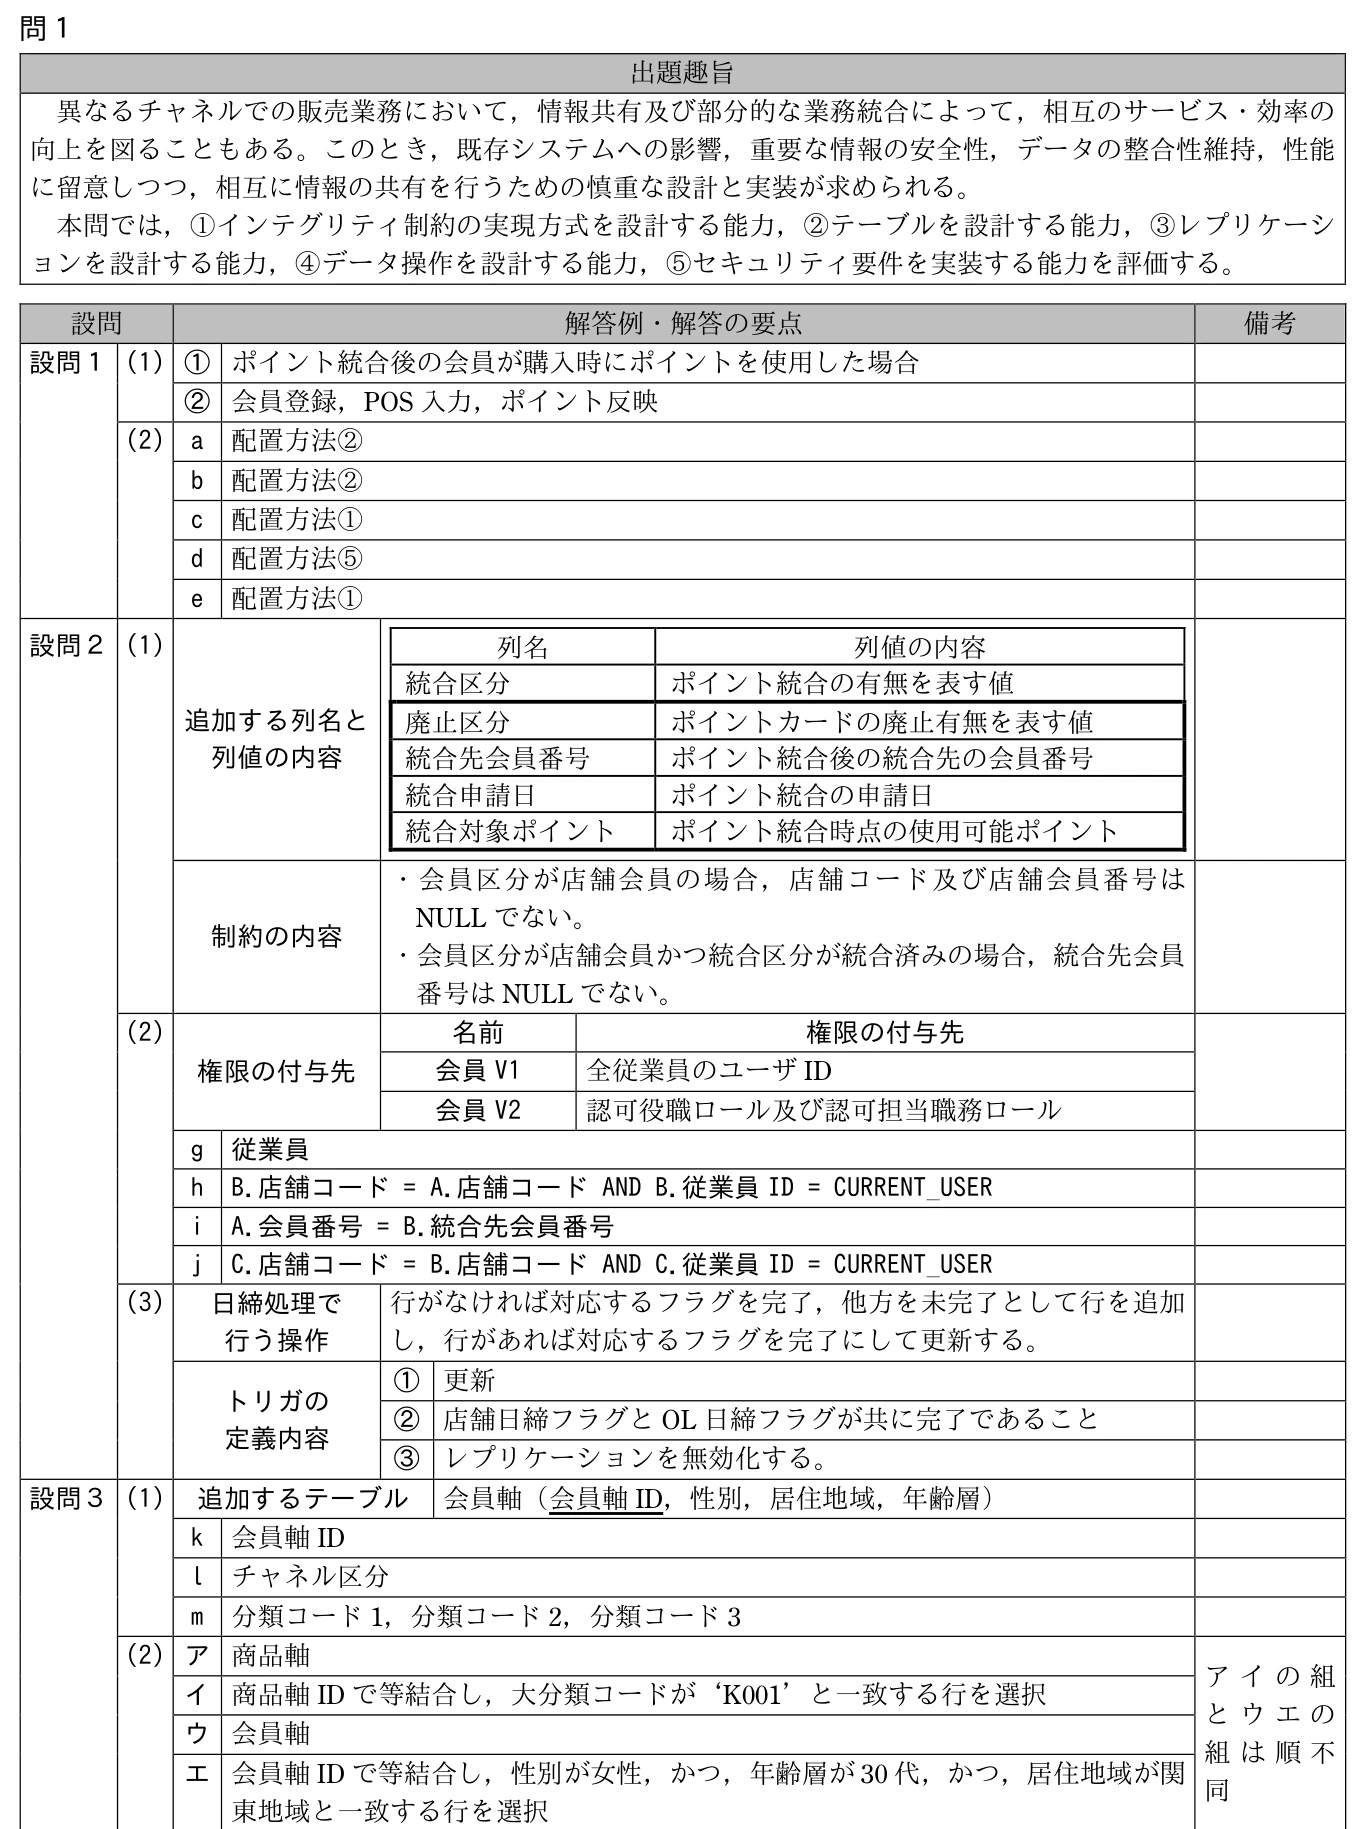 問1
出題趣旨
異なるチャネルでの販売業務において，情報共有及び部分的な業務統合によって，相互のサービス・効率の
向上を図ることもある。このとき，既存システムへの影響，重要な情報の安全性，データの整合性維持，性能
に留意しつつ，相互に情報の共有を行うための慎重な設計と実装が求められる。
本問では，①インテグリティ制約の実現方式を設計する能力，②テーブルを設計する能力，③レプリケーシ
ョンを設計する能力，④データ操作を設計する能力，⑤セキュリティ要件を実装する能力を評価する。
設問 解答例・解答の要点 備考
設問1 (1) ① ポイント統合後の会員が購入時にポイントを使用した場合
② 会員登録，POS 入力，ポイント反映
(2) a 配置方法②
b 配置方法②
c 配置方法①
d 配置方法⑤
e 配置方法①
設問2 (1) 追加する列名と
列値の内容
列名 列値の内容
統合区分 ポイント統合の有無を表す値
廃止区分 ポイントカードの廃止有無を表す値
統合先会員番号 ポイント統合後の統合先の会員番号
統合申請日 ポイント統合の申請日
統合対象ポイント ポイント統合時点の使用可能ポイント
制約の内容
・会員区分が店舗会員の場合，店舗コード及び店舗会員番号は
NULL でない。
・会員区分が店舗会員かつ統合区分が統合済みの場合，統合先会員
番号は NULL でない。
(2) 権限の付与先
名前 権限の付与先
会員 V1 全従業員のユーザ ID
会員 V2 認可役職ロール及び認可担当職務ロール
g 従業員
h B.店舗コード = A.店舗コード AND B.従業員 ID = CURRENT_USER
i A.会員番号 = B.統合先会員番号
j C.店舗コード = B.店舗コード AND C.従業員 ID = CURRENT_USER
(3) 日締処理で
行う操作
行がなければ対応するフラグを完了，他方を未完了として行を追加
し，行があれば対応するフラグを完了にして更新する。
トリガの
定義内容
① 更新
② 店舗日締フラグと OL 日締フラグが共に完了であること
③ レプリケーションを無効化する。
設問3 (1) 追加するテーブル 会員軸（会員軸 ID，性別，居住地域，年齢層）
k 会員軸 ID
l チャネル区分
m 分類コード 1，分類コード 2，分類コード 3
(2) ア 商品軸
イ 商品軸 ID で等結合し，大分類コードが‘K001’と一致する行を選択
ウ 会員軸
エ 会員軸 ID で等結合し，性別が女性，かつ，年齢層が 30 代，かつ，居住地域が関
東地域と一致する行を選択
アイの組
とウエの
組は順不
同